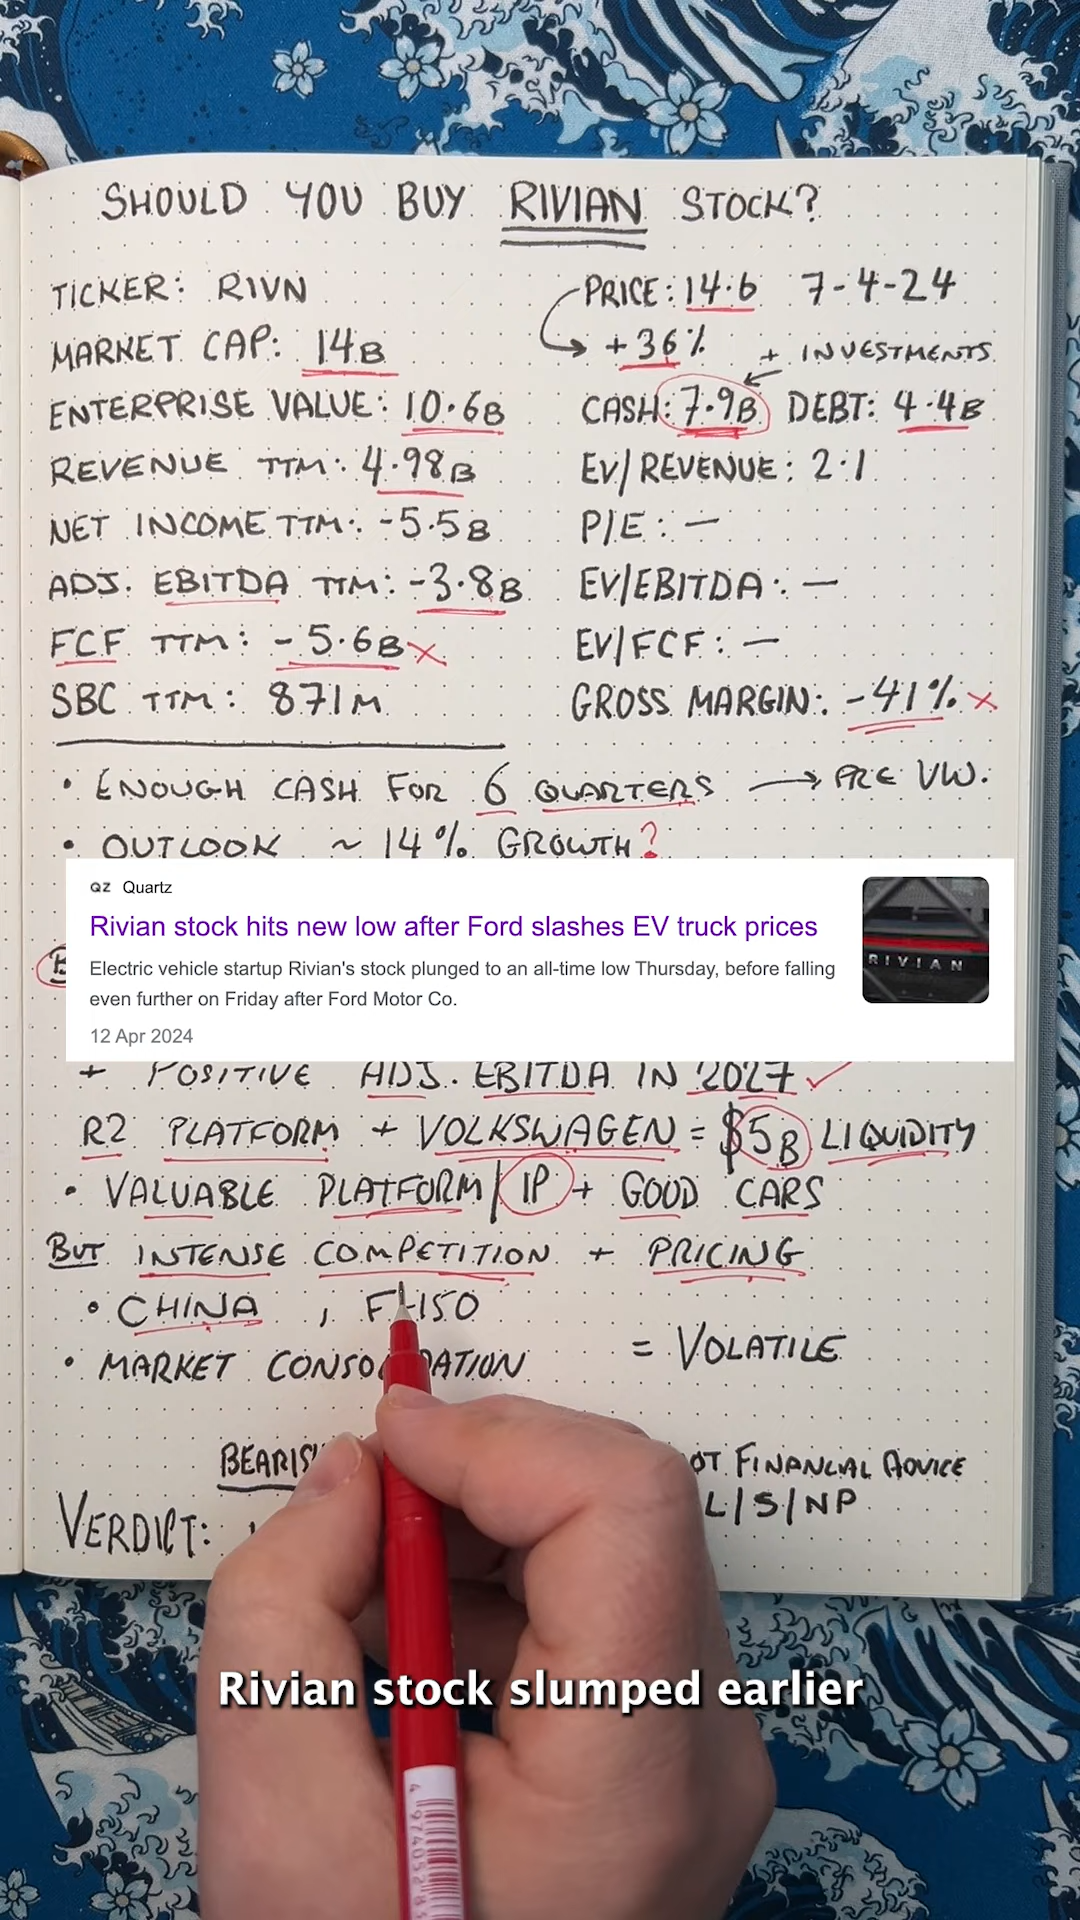 SHOULD YOU BUY RIVIAN STOCK?
TICKER: RIVN
PRICE: 14.6 7-4-24
MARKET CAP: 14B
+36%
+ INVESTMENTS
ENTERPRISE VALUE: 10.6B
CASH: 7.9B DEBT: 4.4B
REVENUE TTM: 4.98B
EV/REVENUE: 2.1
NET INCOME TTM: -5.5B
P/E: —
ADJ. EBITDA TTM: -3.8B
EV/EBITDA: —
FCF TTM: -5.6B x
EV/FCF: —
SBC TTM: 871M
GROSS MARGIN: -41% x
• ENOUGH CASH FOR 6 QUARTERS → PRE VW.
• OUTLOOK ~ 14% GROWTH?
QZ Quartz
Rivian stock hits new low after Ford slashes EV truck prices
Electric vehicle startup Rivian's stock plunged to an all-time low Thursday, before falling
even further on Friday after Ford Motor Co.
12 Apr 2024
RIVIAN
+ POSITIVE ADJ. EBITDA IN 2027 ✓
R2 PLATFORM + VOLKSWAGEN = $5B LIQUIDITY
• VALUABLE PLATFORM/IP + GOOD CARS
BUT INTENSE COMPETITION + PRICING
• CHINA, F-150
= VOLATILE
• MARKET
FINANCIAL ADVICE
L/S/NP
VERDICT:
Rivian stock slumped earlier